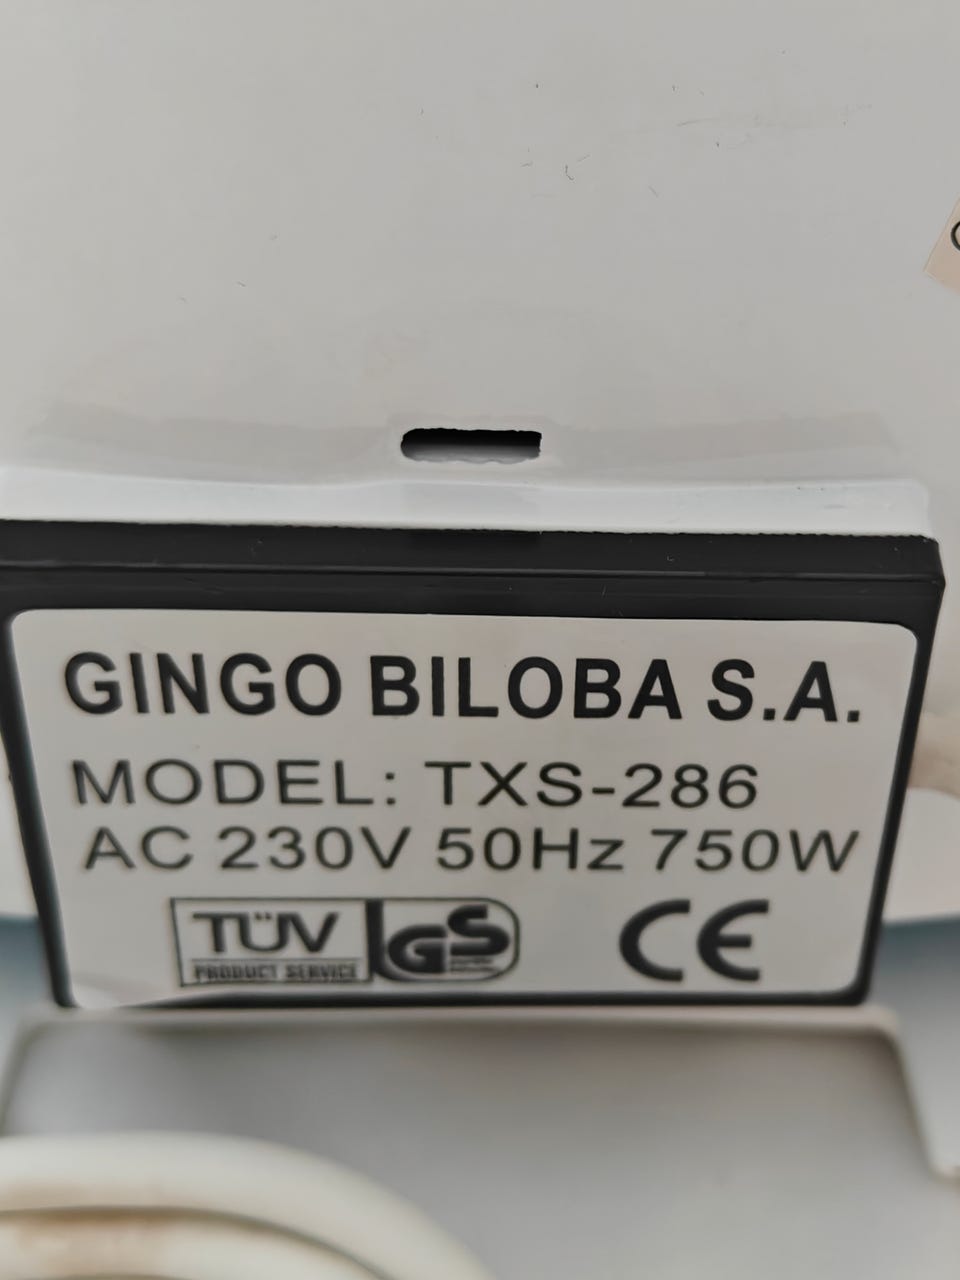 GINGO BILOBA S.A.
MODEL: TXS-286
AC 230V 50Hz 750W
TÜV
PRODUCT SERVICE
GS
CE